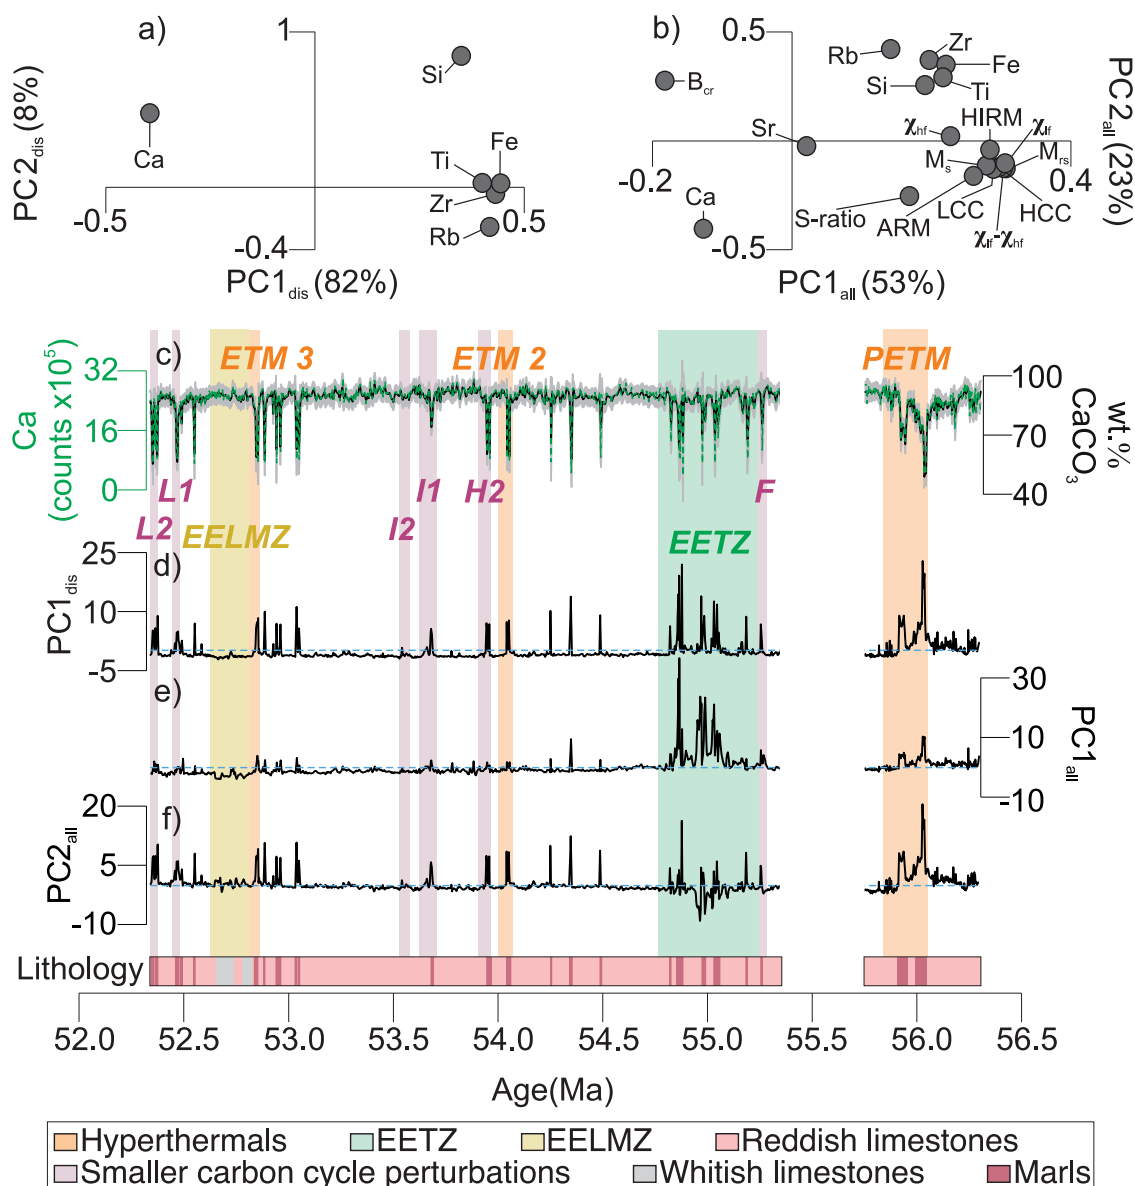 a)
1
PC2dis (8%)
Si
Ca
Fe
Ti
Zr
Rb
-0.5
0.5
-0.4
PC1dis (82%)
b)
0.5
PC2all (23%)
Rb
Zr
Fe
Si
Ti
Bcr
Sr
χhf
HIRM
χlf
Ms
Mrs
-0.2
0.4
Ca
S-ratio
ARM
LCC
HCC
χlf-χhf
-0.5
PC1all (53%)
c)
ETM 3
ETM 2
PETM
Ca
(counts x10⁵)
32
16
0
100
70
40
wt.%
CaCO₃
L1
L2
EELMZ
I2
I1
H2
EETZ
F
d)
PC1dis
25
10
-5
e)
30
10
-10
PC1all
f)
PC2all
20
5
-10
Lithology
52.0 52.5 53.0 53.5 54.0 54.5 55.0 55.5 56.0 56.5
Age(Ma)
Hyperthermals EETZ EELMZ Reddish limestones
Smaller carbon cycle perturbations Whitish limestones Marls